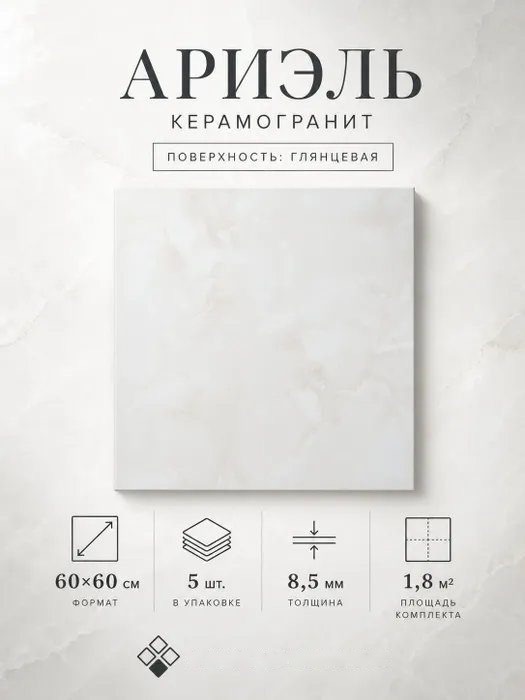 АРИЭЛЬ
КЕРАМОГРАНИТ
ПОВЕРХНОСТЬ: ГЛЯНЦЕВАЯ
60×60 см
ФОРМАТ
5 шт.
В УПАКОВКЕ
8,5 мм
ТОЛЩИНА
1,8 м²
ПЛОЩАДЬ
КОМПЛЕКТА